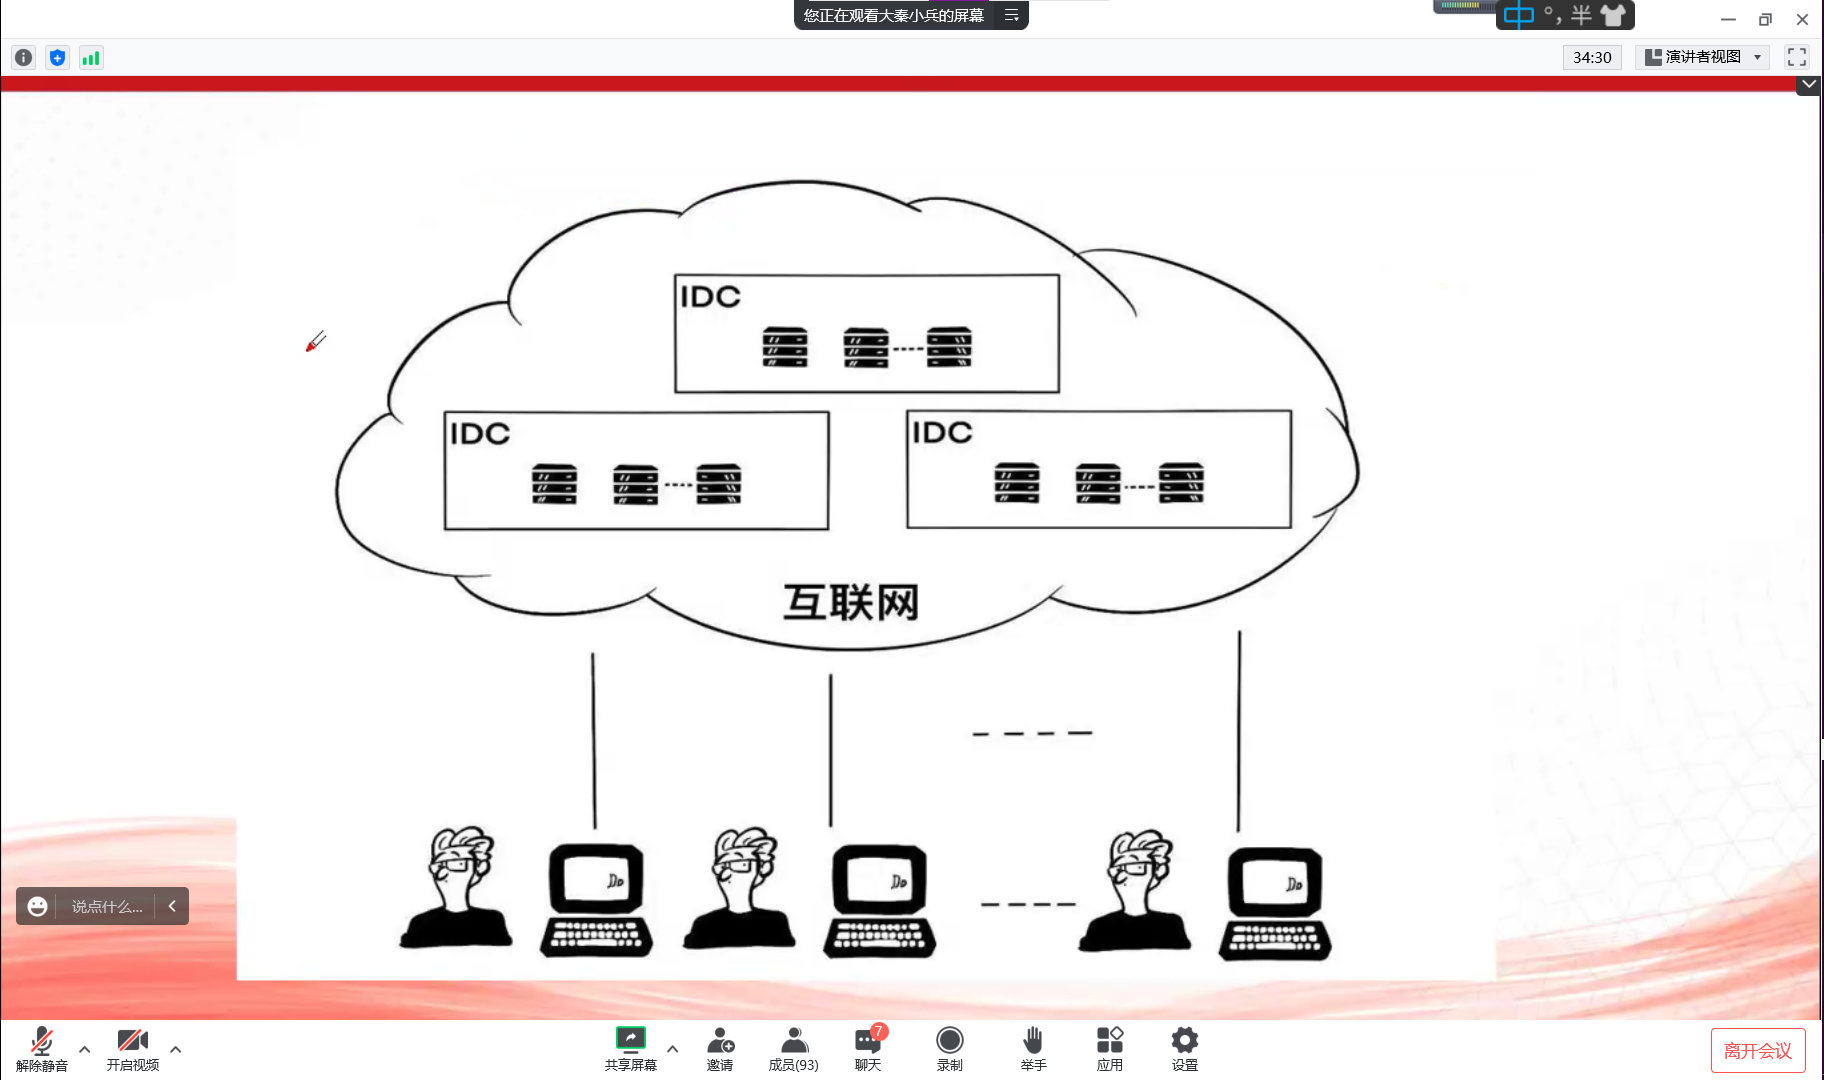 您正在观看大秦小兵的屏幕
中 °, 半
34:30
演讲者视图
IDC
IDC
IDC
互联网
Do
Do
Do
说点什么...
解除静音
开启视频
共享屏幕
邀请
成员(93)
7
聊天
录制
举手
应用
设置
离开会议